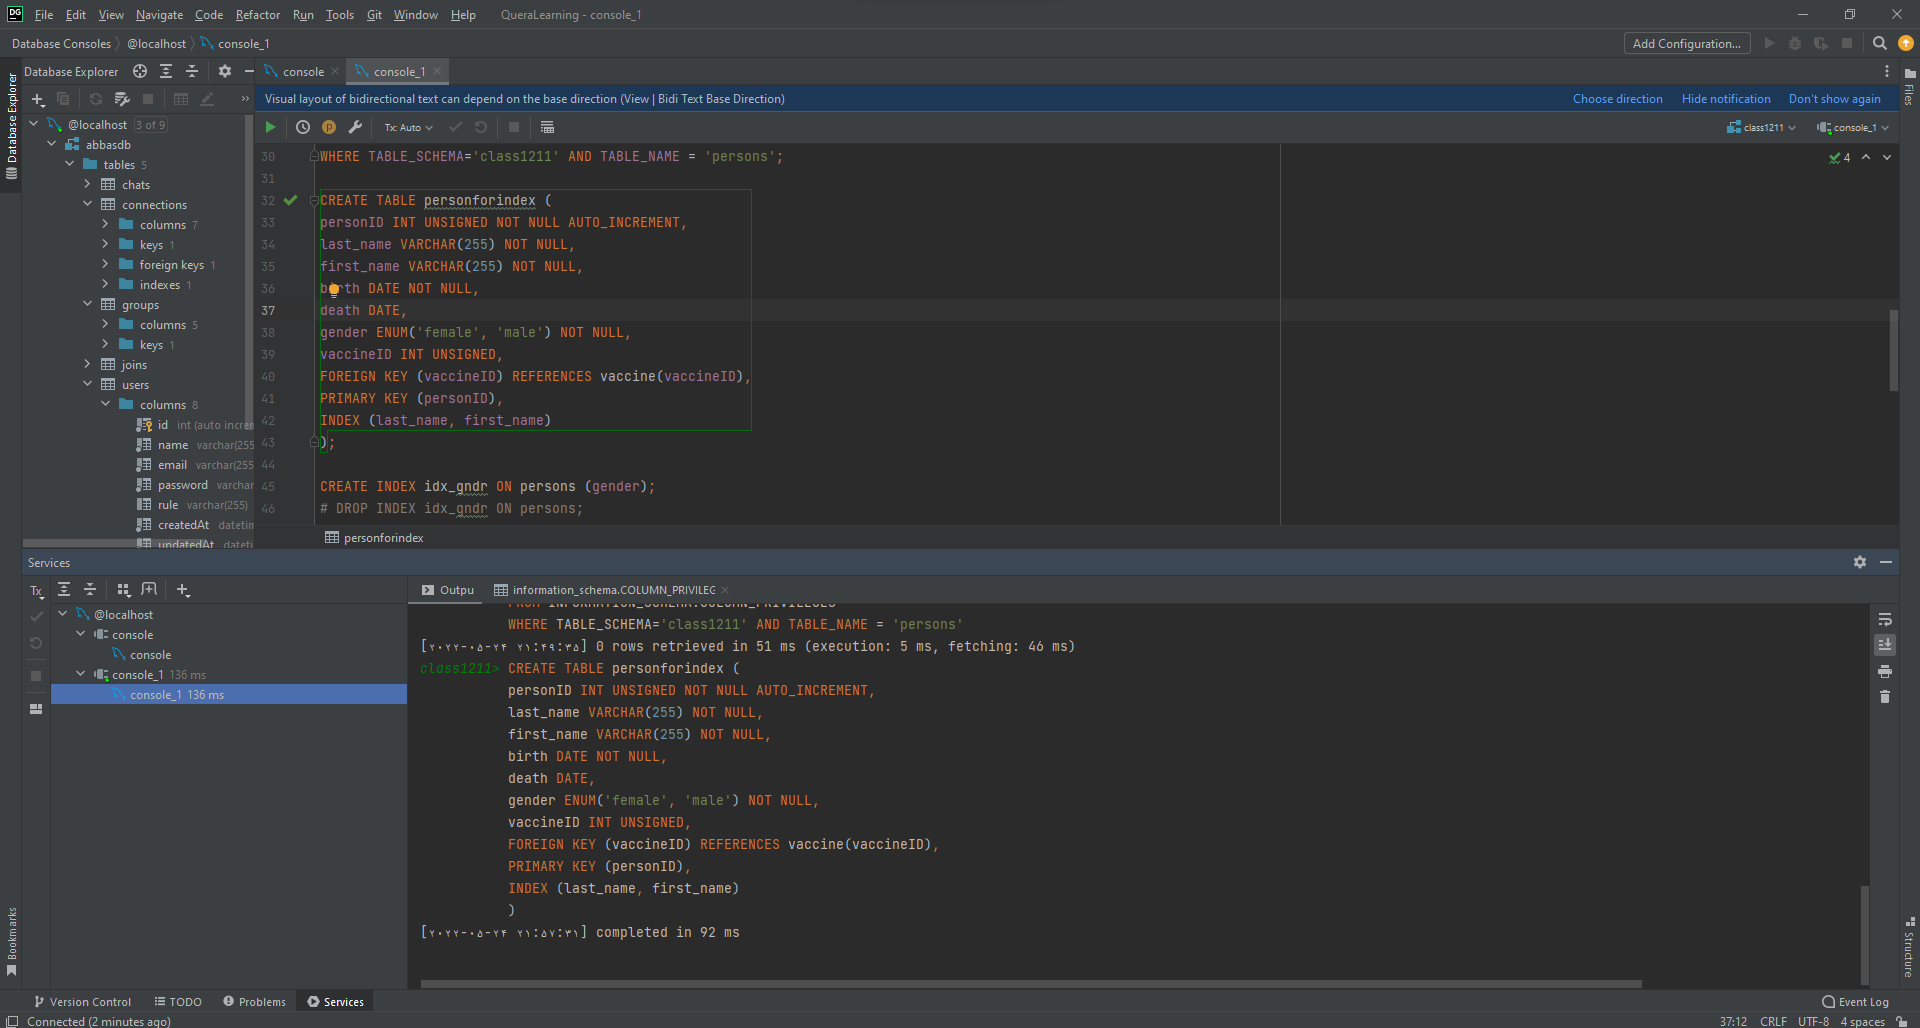 DG File Edit View Navigate Code Refactor Run Tools Git Window Help QueraLearning - console_1
Database Consoles @localhost console_1 Add Configuration...
Database Explorer console console_1
Visual layout of bidirectional text can depend on the base direction (View | Bidi Text Base Direction) Choose direction Hide notification Don't show again
Tx: Auto class1211 console_1
Database Explorer
Files
@localhost 3 of 9
abbasdb
tables 5
chats
connections
columns 7
keys 1
foreign keys 1
indexes 1
groups
columns 5
keys 1
joins
users
columns 8
id int (auto increm
name varchar(255
email varchar(255
password varchar
rule varchar(255)
createdAt datetim
updatedAt dateti
4
30 WHERE TABLE_SCHEMA='class1211' AND TABLE_NAME = 'persons';
31
32 CREATE TABLE personforindex (
33 personID INT UNSIGNED NOT NULL AUTO_INCREMENT,
34 last_name VARCHAR(255) NOT NULL,
35 first_name VARCHAR(255) NOT NULL,
36 birth DATE NOT NULL,
37 death DATE,
38 gender ENUM('female', 'male') NOT NULL,
39 vaccineID INT UNSIGNED,
40 FOREIGN KEY (vaccineID) REFERENCES vaccine(vaccineID),
41 PRIMARY KEY (personID),
42 INDEX (last_name, first_name)
43 );
44
45 CREATE INDEX idx_gndr ON persons (gender);
46 # DROP INDEX idx_gndr ON persons;
personforindex
Services
Tx
@localhost
console
console
console_1 136 ms
console_1 136 ms
Outpu information_schema.COLUMN_PRIVILEG
FROM INFORMATION_SCHEMA.COLUMN_PRIVILEGES
WHERE TABLE_SCHEMA='class1211' AND TABLE_NAME = 'persons'
[۲۰۲۲-۰۵-۲۴ ۲۱:۴۹:۳۵] 0 rows retrieved in 51 ms (execution: 5 ms, fetching: 46 ms)
class1211> CREATE TABLE personforindex (
personID INT UNSIGNED NOT NULL AUTO_INCREMENT,
last_name VARCHAR(255) NOT NULL,
first_name VARCHAR(255) NOT NULL,
birth DATE NOT NULL,
death DATE,
gender ENUM('female', 'male') NOT NULL,
vaccineID INT UNSIGNED,
FOREIGN KEY (vaccineID) REFERENCES vaccine(vaccineID),
PRIMARY KEY (personID),
INDEX (last_name, first_name)
)
[۲۰۲۲-۰۵-۲۴ ۲۱:۵۷:۳۱] completed in 92 ms
Bookmarks
Structure
Version Control TODO Problems Services Event Log
Connected (2 minutes ago) 37:12 CRLF UTF-8 4 spaces